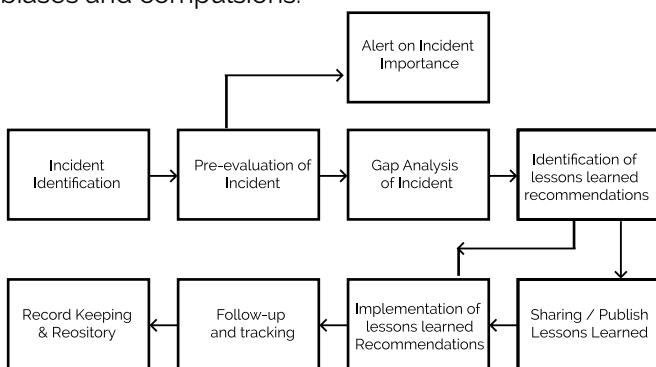 biases and compulsions.
Alert on Incident
Importance
Incident
Identification
Pre-evaluation of
Incident
Gap Analysis
of Incident
Identification of
lessons learned
recommendations
Record Keeping
& Reository
Follow-up
and tracking
Implementation of
lessons learned
Recommendations
Sharing / Publish
Lessons Learned